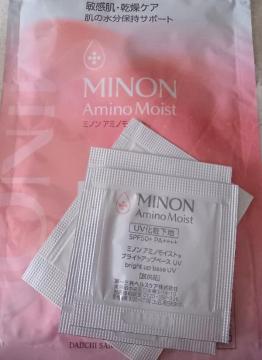 敏感肌・乾燥ケア
肌の水分保持サポート
MINON
Amino Moist
ミノン アミノモ
MINON
Amino Moist
UV化粧下地
SPF50+ PA++++
ミノン アミノモイスト®
ブライトアップベース UV
bright up base UV
DAIICHI SAN